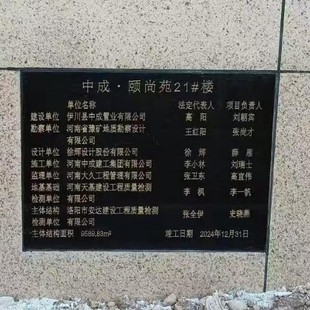 中成·颐尚苑21#楼
单位名称 法定代表人 项目负责人
建设单位 伊川县中成置业有限公司 高阳 刘朝宾
勘察单位 河南省豫矿地质勘察设计有限公司 王红阳 张尚才
设计单位 徐辉设计股份有限公司 徐辉 薛雁
施工单位 河南中成建工集团有限公司 李小林 刘瑞士
监理单位 河南大久工程管理有限公司 张卫东 高宜伟
地基基础 河南天基建设工程质量检测 李枫 李一帆
检测单位 有限公司
主体结构 洛阳市安达建设工程质量检测 张全伊 史晓燕
检测单位 有限公司
主体结构面积 9589.83m² 竣工日期 2024年12月31日